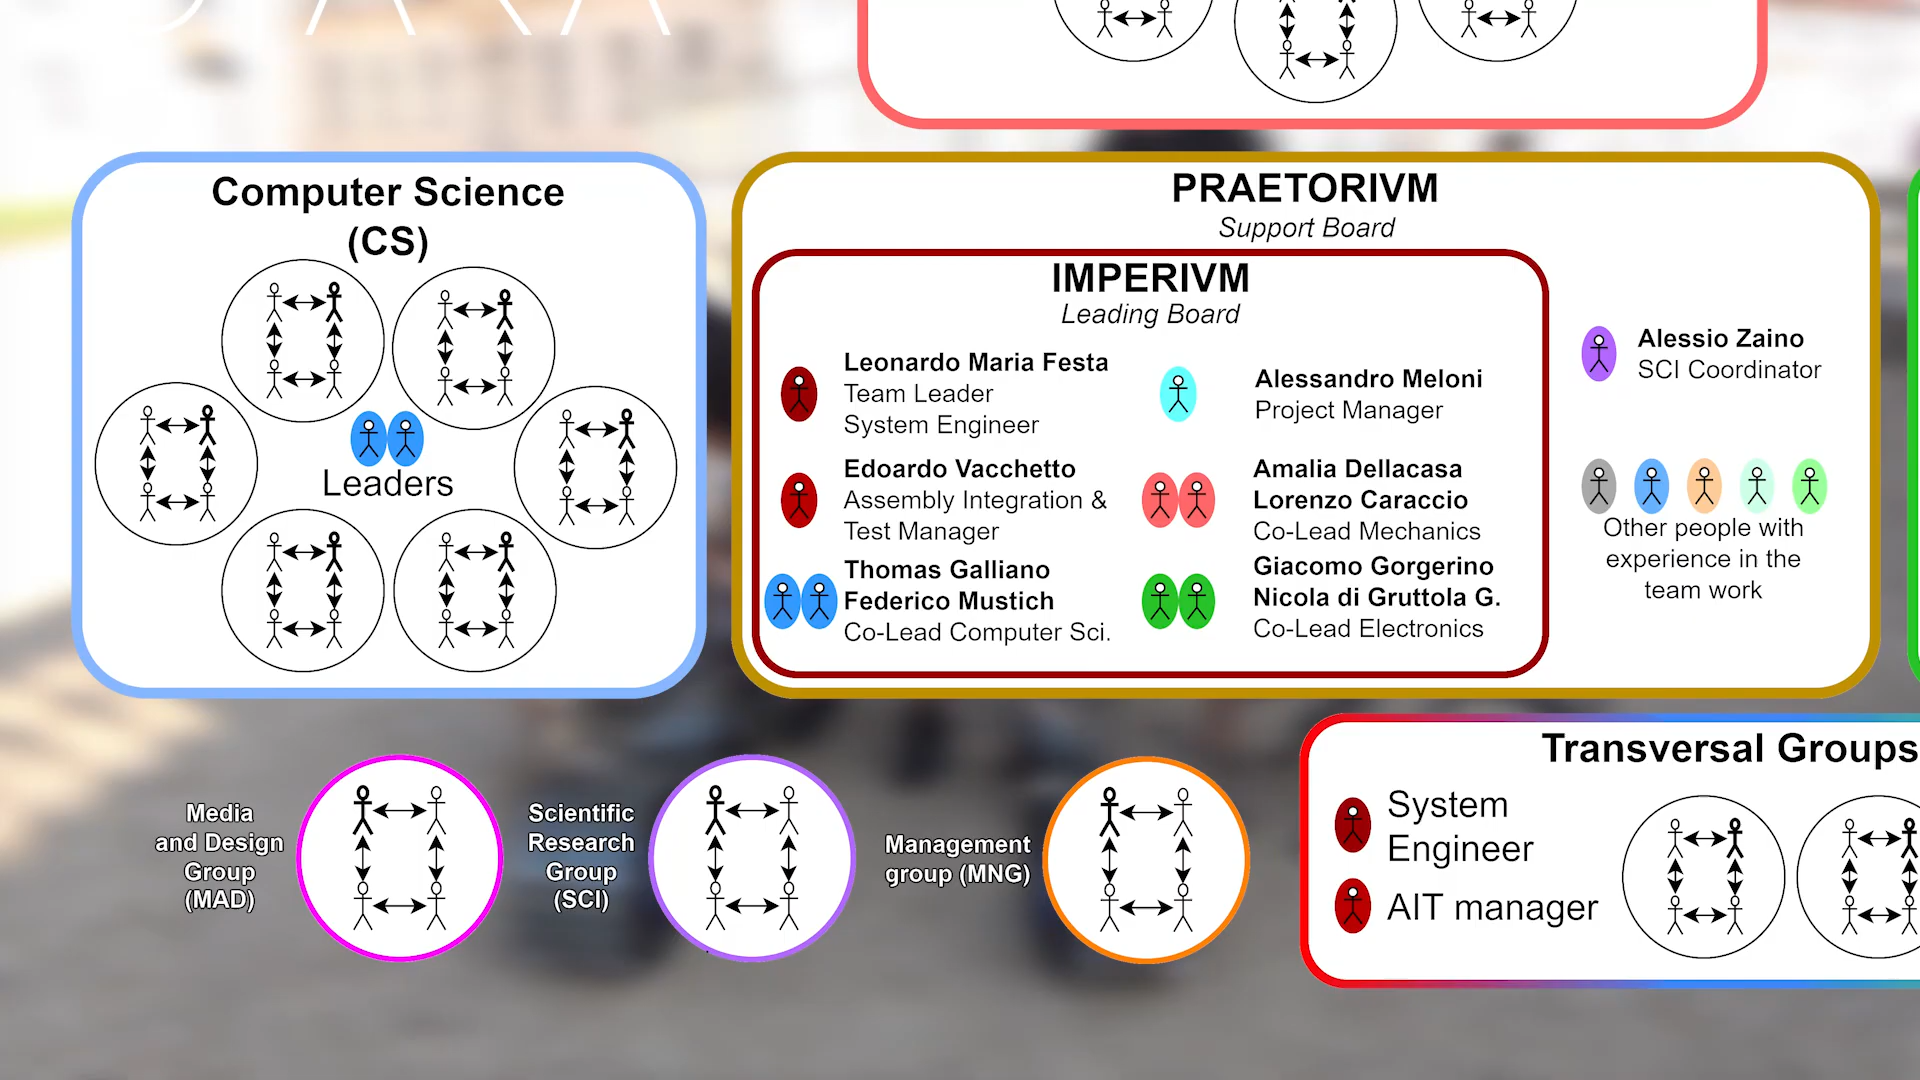 Computer Science
(CS)
Leaders
PRAETORIVM
Support Board
IMPERIVM
Leading Board
Leonardo Maria Festa
Team Leader
System Engineer
Alessandro Meloni
Project Manager
Edoardo Vacchetto
Assembly Integration &
Test Manager
Amalia Dellacasa
Lorenzo Caraccio
Co-Lead Mechanics
Thomas Galliano
Federico Mustich
Co-Lead Computer Sci.
Giacomo Gorgerino
Nicola di Gruttola G.
Co-Lead Electronics
Alessio Zaino
SCI Coordinator
Other people with
experience in the
team work
Media
and Design
Group
(MAD)
Scientific
Research
Group
(SCI)
Management
group (MNG)
Transversal Groups
System
Engineer
AIT manager